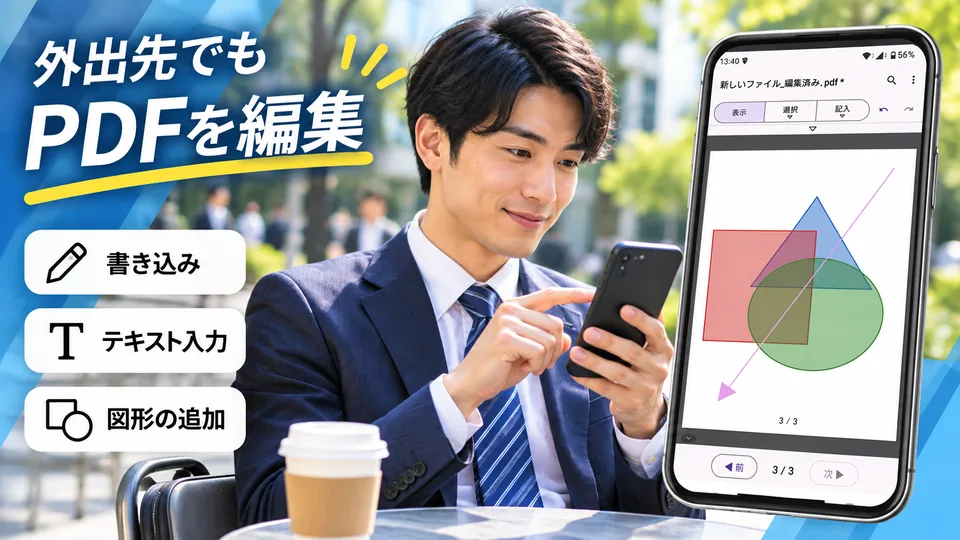 外出先でも
PDFを編集
書き込み
T テキスト入力
図形の追加
13:40 56%
新しいファイル_編集済み.pdf*
表示 選択 記入
3 / 3
前 3 / 3 次